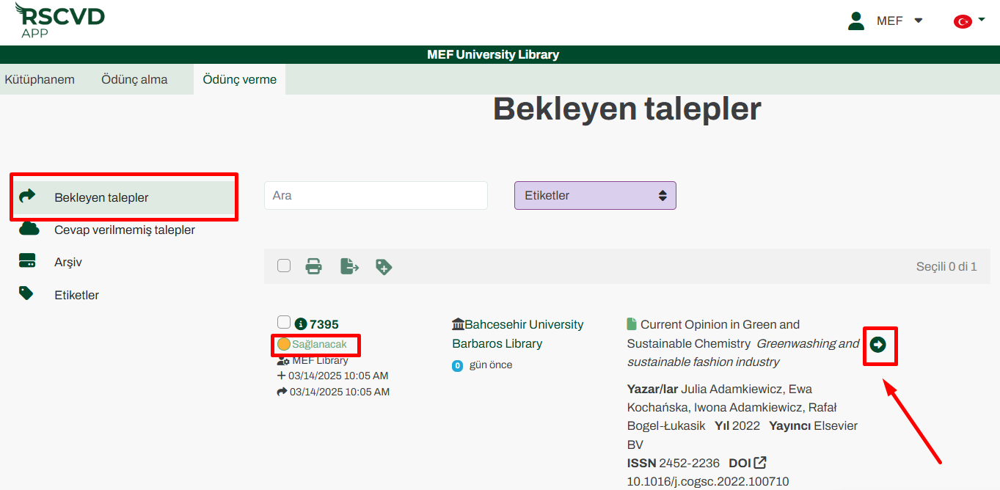 RSCVD
APP
MEF
MEF University Library
Kütüphanem
Ödünç alma
Ödünç verme
Bekleyen talepler
Bekleyen talepler
Cevap verilmemiş talepler
Arşiv
Etiketler
Ara
Etiketler
Seçili 0 di 1
7395
Sağlanacak
MEF Library
03/14/2025 10:05 AM
03/14/2025 10:05 AM
Bahcesehir University
Barbaros Library
0 gün önce
Current Opinion in Green and
Sustainable Chemistry Greenwashing and
sustainable fashion industry
Yazar/lar Julia Adamkiewicz, Ewa
Kochańska, Iwona Adamkiewicz, Rafał
Bogel-Łukasik Yıl 2022 Yayıncı Elsevier
BV
ISSN 2452-2236 DOI
10.1016/j.cogsc.2022.100710